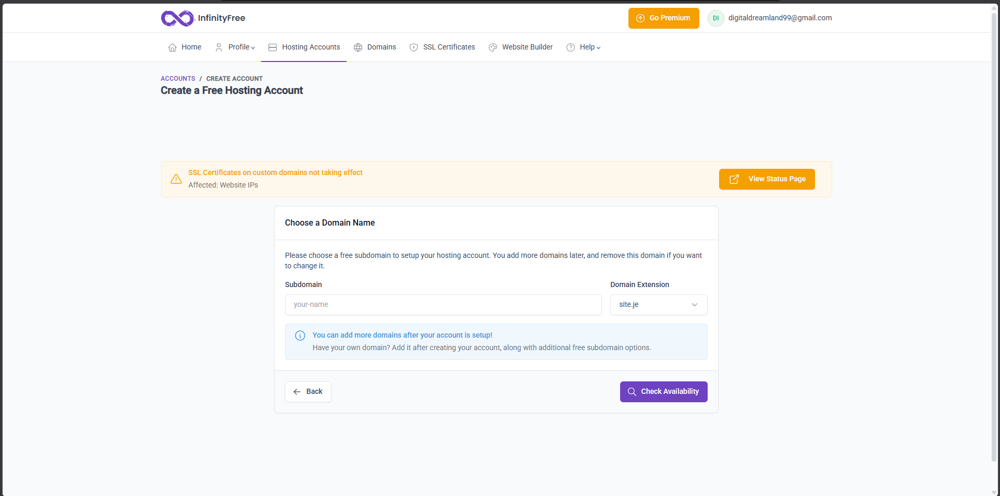 InfinityFree
Go Premium
DI
digitaldreamland99@gmail.com
Home
Profile
Hosting Accounts
Domains
SSL Certificates
Website Builder
Help
ACCOUNTS / CREATE ACCOUNT
Create a Free Hosting Account
SSL Certificates on custom domains not taking effect
Affected: Website IPs
View Status Page
Choose a Domain Name
Please choose a free subdomain to setup your hosting account. You add more domains later, and remove this domain if you want
to change it.
Subdomain
Domain Extension
your-name
site.je
You can add more domains after your account is setup!
Have your own domain? Add it after creating your account, along with additional free subdomain options.
Back
Check Availability